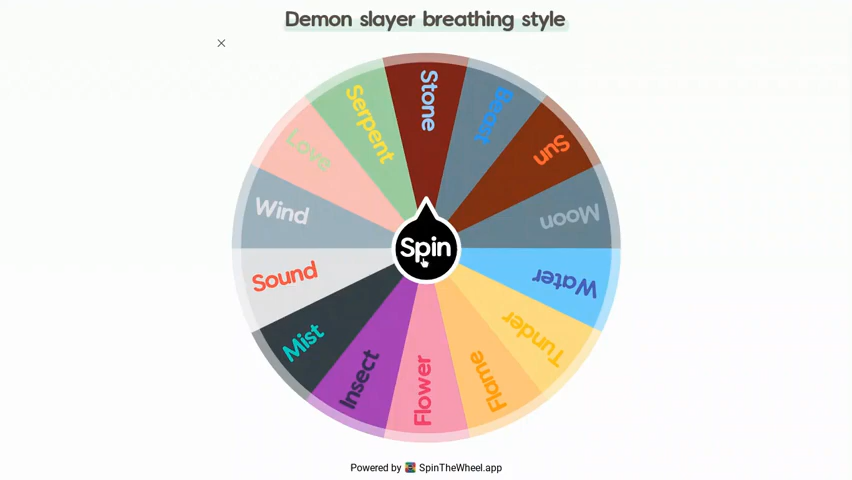 Demon slayer breathing style
Stone
Beast
Sun
Moon
Water
Tunder
Flame
Flower
Insect
Mist
Sound
Wind
Love
Serpent
Spin
Powered by SpinTheWheel.app